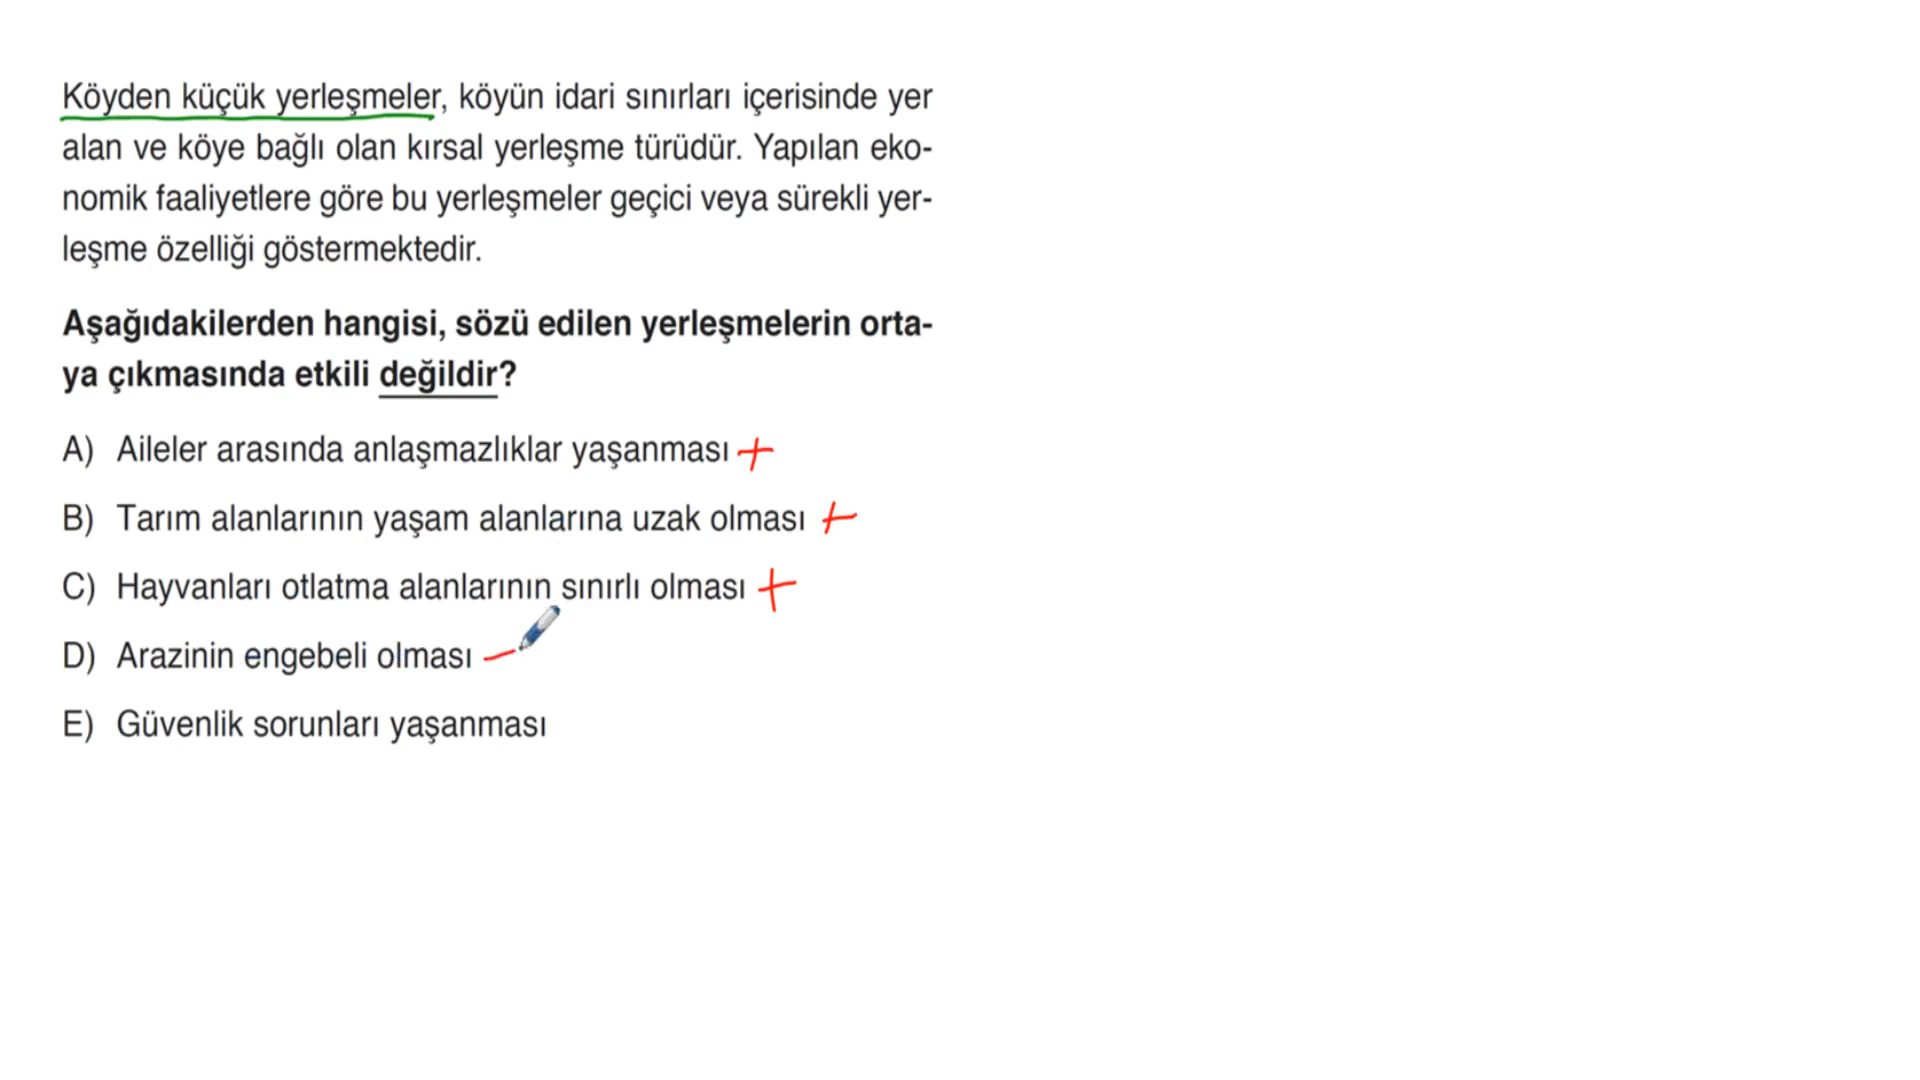 Köyden küçük yerleşmeler, köyün idari sınırları içerisinde yer
alan ve köye bağlı olan kırsal yerleşme türüdür. Yapılan eko-
nomik faaliyetlere göre bu yerleşmeler geçici veya sürekli yer-
leşme özelliği göstermektedir.
Aşağıdakilerden hangisi, sözü edilen yerleşmelerin orta-
ya çıkmasında etkili değildir?
A) Aileler arasında anlaşmazlıklar yaşanması +
B) Tarım alanlarının yaşam alanlarına uzak olması +
C) Hayvanları otlatma alanlarının sınırlı olması +
D) Arazinin engebeli olması –
E) Güvenlik sorunları yaşanması